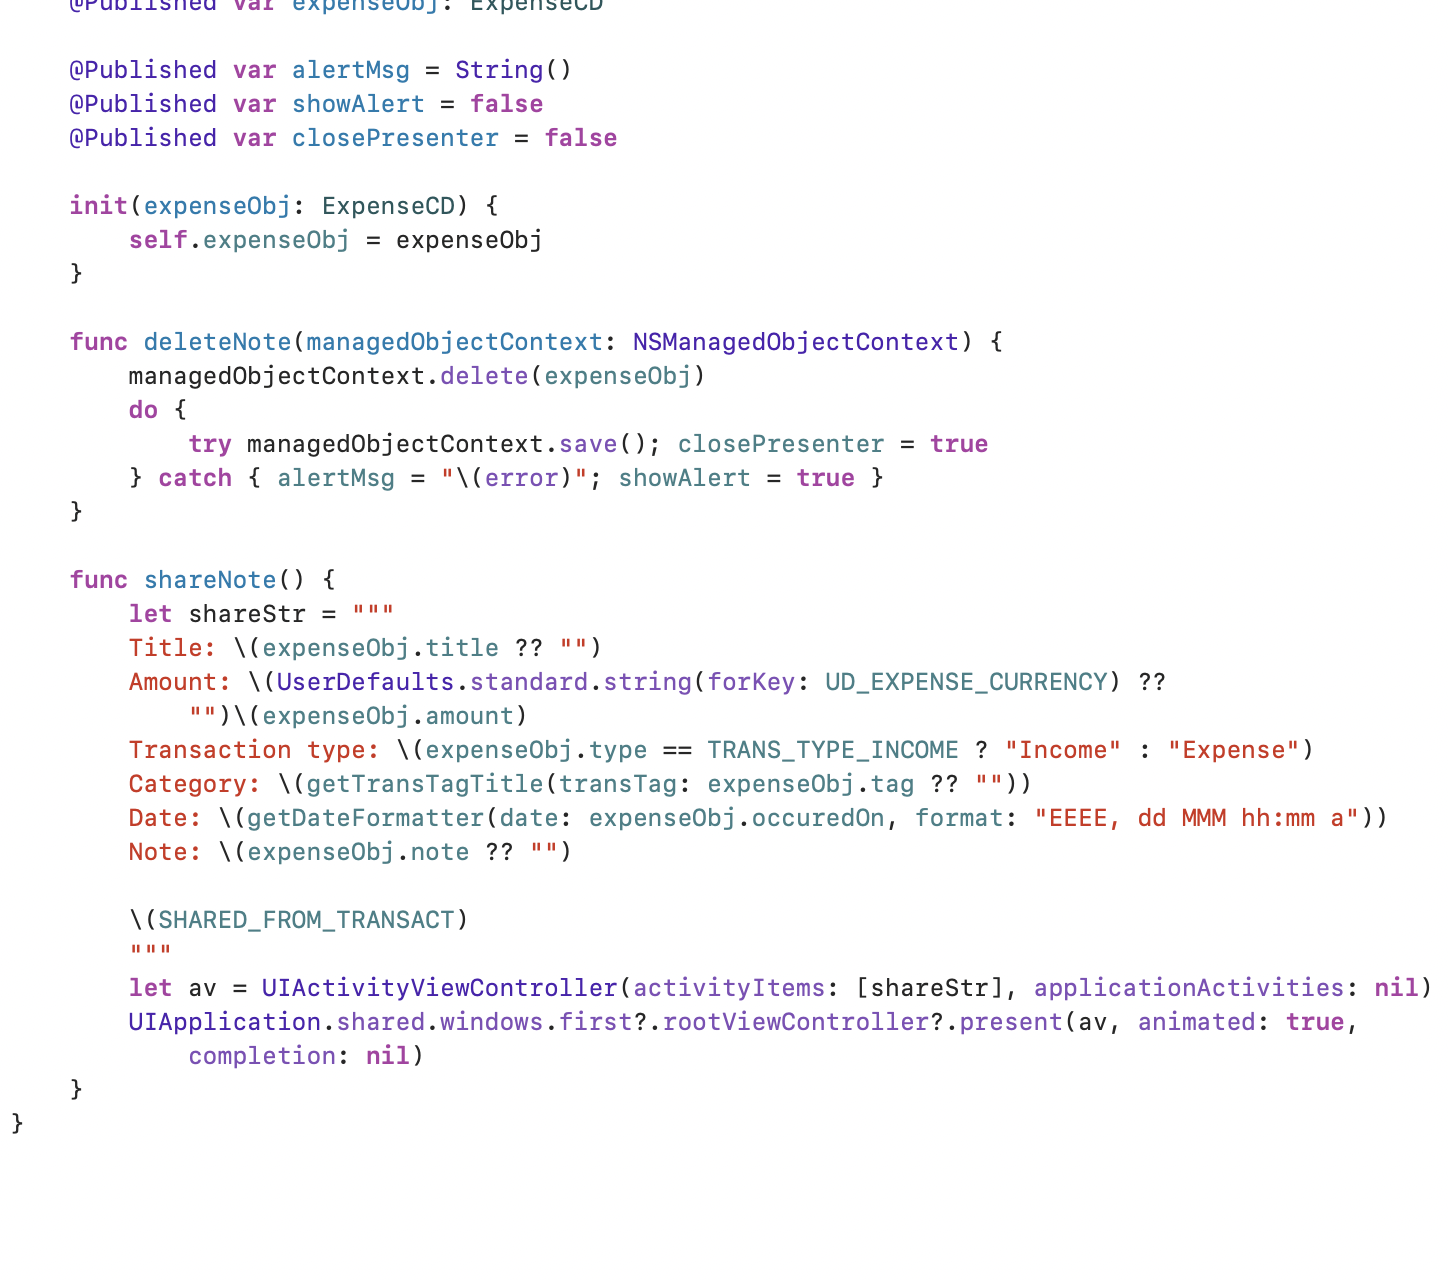 @Published var expenseObj: ExpenseCD
@Published var alertMsg = String()
@Published var showAlert = false
@Published var closePresenter = false
init(expenseObj: ExpenseCD) {
self.expenseObj = expenseObj
}
func deleteNote(managedObjectContext: NSManagedObjectContext) {
managedObjectContext.delete(expenseObj)
do {
try managedObjectContext.save(); closePresenter = true
} catch { alertMsg = "\(error)"; showAlert = true }
}
func shareNote() {
let shareStr = """
Title: \(expenseObj.title ?? "")
Amount: \(UserDefaults.standard.string(forKey: UD_EXPENSE_CURRENCY) ??
"")\(expenseObj.amount)
Transaction type: \(expenseObj.type == TRANS_TYPE_INCOME ? "Income" : "Expense")
Category: \(getTransTagTitle(transTag: expenseObj.tag ?? ""))
Date: \(getDateFormatter(date: expenseObj.occuredOn, format: "EEEE, dd MMM hh:mm a"))
Note: \(expenseObj.note ?? "")
\(SHARED_FROM_TRANSACT)
"""
let av = UIActivityViewController(activityItems: [shareStr], applicationActivities: nil)
UIApplication.shared.windows.first?.rootViewController?.present(av, animated: true,
completion: nil)
}
}